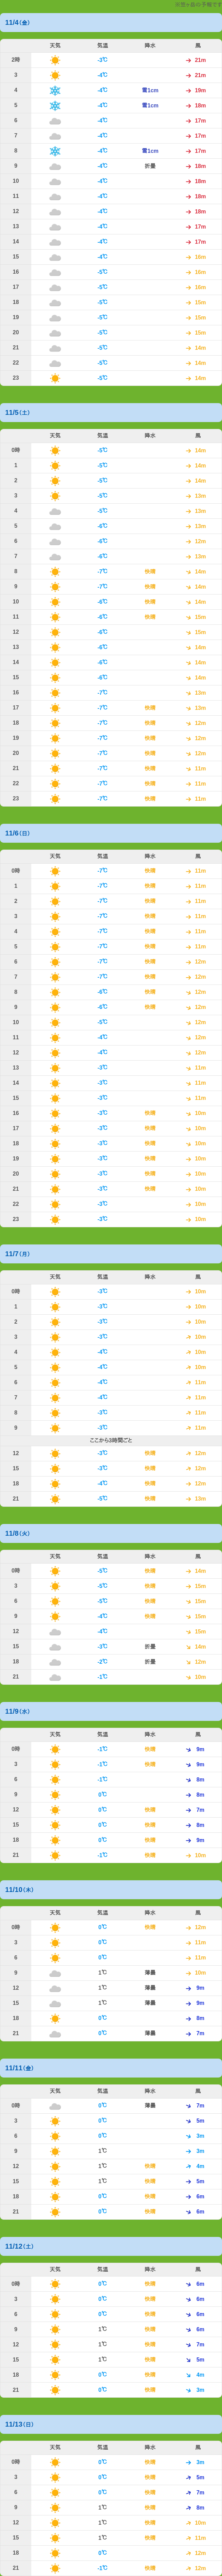 ※間ヶ岳の予報です
11/4(金)
天気 気温 降水 風
2時 -3℃ 21m
3 -4℃ 21m
4 -4℃ 雪1cm 19m
5 -4℃ 雪1cm 18m
6 -4℃ 17m
7 -4℃ 17m
8 -4℃ 雪1cm 17m
9 -4℃ 折曇 18m
10 -4℃ 18m
11 -4℃ 18m
12 -4℃ 18m
13 -4℃ 17m
14 -4℃ 17m
15 -4℃ 16m
16 -5℃ 16m
17 -5℃ 16m
18 -5℃ 15m
19 -5℃ 15m
20 -5℃ 15m
21 -5℃ 14m
22 -5℃ 14m
23 -5℃ 14m
11/5(土)
天気 気温 降水 風
0時 -5℃ 14m
1 -5℃ 14m
2 -5℃ 14m
3 -5℃ 13m
4 -5℃ 13m
5 -6℃ 13m
6 -6℃ 12m
7 -6℃ 13m
8 -7℃ 快晴 14m
9 -7℃ 快晴 14m
10 -6℃ 快晴 14m
11 -6℃ 快晴 15m
12 -6℃ 15m
13 -6℃ 14m
14 -6℃ 14m
15 -6℃ 14m
16 -7℃ 13m
17 -7℃ 快晴 13m
18 -7℃ 快晴 12m
19 -7℃ 快晴 12m
20 -7℃ 快晴 12m
21 -7℃ 快晴 11m
22 -7℃ 快晴 11m
23 -7℃ 快晴 11m
11/6(日)
天気 気温 降水 風
0時 -7℃ 快晴 11m
1 -7℃ 快晴 11m
2 -7℃ 快晴 11m
3 -7℃ 快晴 11m
4 -7℃ 快晴 11m
5 -7℃ 快晴 11m
6 -7℃ 快晴 12m
7 -7℃ 快晴 12m
8 -6℃ 快晴 12m
9 -6℃ 快晴 12m
10 -5℃ 12m
11 -4℃ 12m
12 -4℃ 12m
13 -3℃ 11m
14 -3℃ 11m
15 -3℃ 11m
16 -3℃ 快晴 10m
17 -3℃ 快晴 10m
18 -3℃ 快晴 10m
19 -3℃ 快晴 10m
20 -3℃ 快晴 10m
21 -3℃ 快晴 10m
22 -3℃ 10m
23 -3℃ 10m
11/7(月)
天気 気温 降水 風
0時 -3℃ 10m
1 -3℃ 10m
2 -3℃ 10m
3 -3℃ 10m
4 -4℃ 10m
5 -4℃ 10m
6 -4℃ 11m
7 -4℃ 11m
8 -3℃ 11m
9 -3℃ 11m
ここから3時間ごと
12 -3℃ 快晴 12m
15 -3℃ 快晴 12m
18 -4℃ 快晴 12m
21 -5℃ 快晴 13m
11/8(火)
天気 気温 降水 風
0時 -5℃ 快晴 14m
3 -5℃ 快晴 15m
6 -5℃ 快晴 15m
9 -4℃ 快晴 15m
12 -4℃ 15m
15 -3℃ 折曇 14m
18 -2℃ 折曇 12m
21 -1℃ 10m
11/9(水)
天気 気温 降水 風
0時 -1℃ 快晴 9m
3 -1℃ 快晴 9m
6 -1℃ 8m
9 0℃ 8m
12 0℃ 快晴 7m
15 0℃ 快晴 8m
18 0℃ 快晴 9m
21 -1℃ 快晴 10m
11/10(木)
天気 気温 降水 風
0時 0℃ 快晴 12m
3 0℃ 11m
6 0℃ 11m
9 1℃ 薄曇 10m
12 1℃ 薄曇 9m
15 1℃ 薄曇 9m
18 0℃ 8m
21 0℃ 薄曇 7m
11/11(金)
天気 気温 降水 風
0時 0℃ 薄曇 7m
3 0℃ 5m
6 0℃ 3m
9 1℃ 3m
12 1℃ 快晴 4m
15 1℃ 快晴 5m
18 0℃ 快晴 6m
21 0℃ 快晴 6m
11/12(土)
天気 気温 降水 風
0時 0℃ 快晴 6m
3 0℃ 快晴 6m
6 0℃ 快晴 6m
9 1℃ 快晴 6m
12 1℃ 快晴 7m
15 1℃ 快晴 5m
18 0℃ 快晴 4m
21 0℃ 快晴 3m
11/13(日)
天気 気温 降水 風
0時 0℃ 快晴 3m
3 0℃ 快晴 5m
6 0℃ 快晴 7m
9 1℃ 快晴 8m
12 1℃ 快晴 10m
15 1℃ 快晴 11m
18 0℃ 快晴 12m
21 -1℃ 快晴 12m